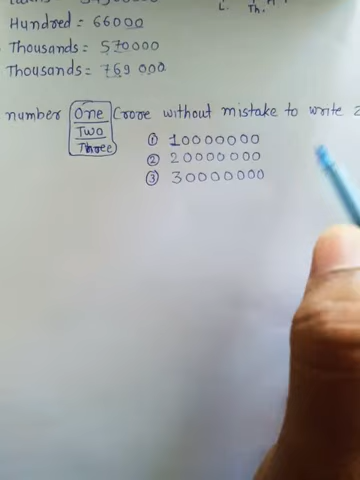 L. T H T
Th.
Hundred = 66000
Thousands = 570000
Thousands = 769 000
number One Crore without mistake to write
Two
Three
① 10000000
② 20000000
③ 30000000